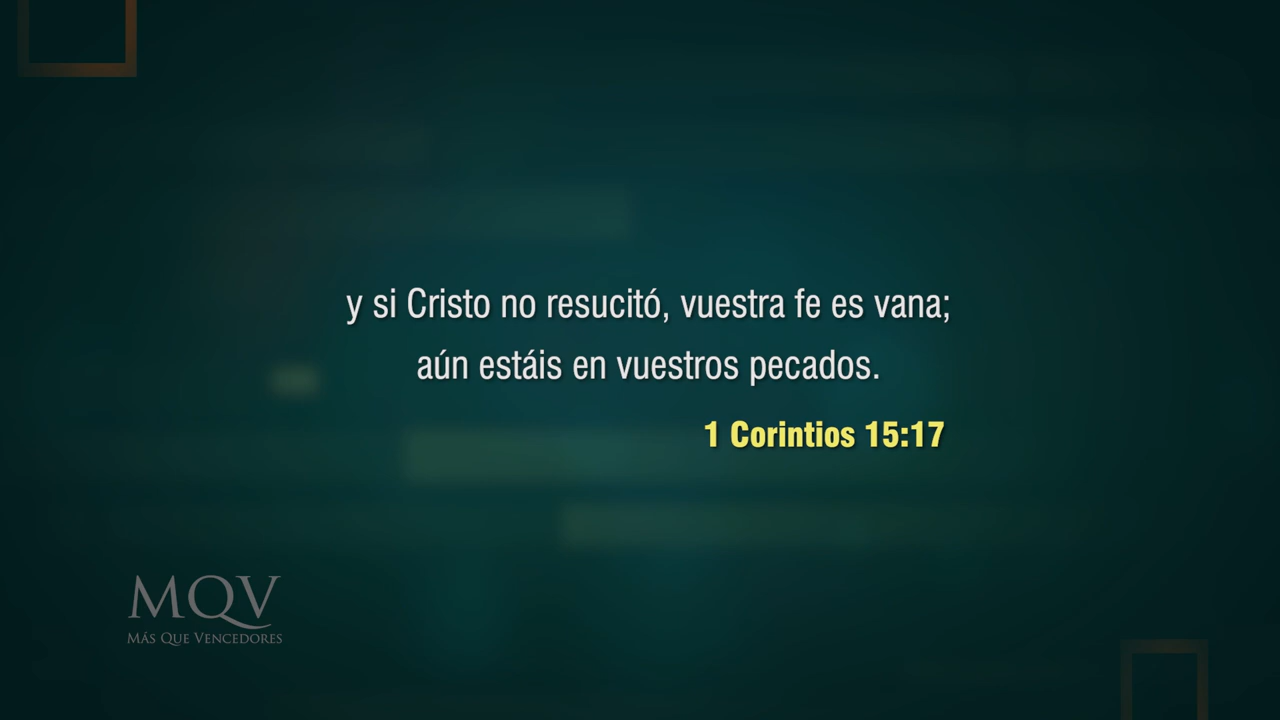 y si Cristo no resucitó, vuestra fe es vana;
aún estáis en vuestros pecados.
1 Corintios 15:17
MQV
MÁS QUE VENCEDORES